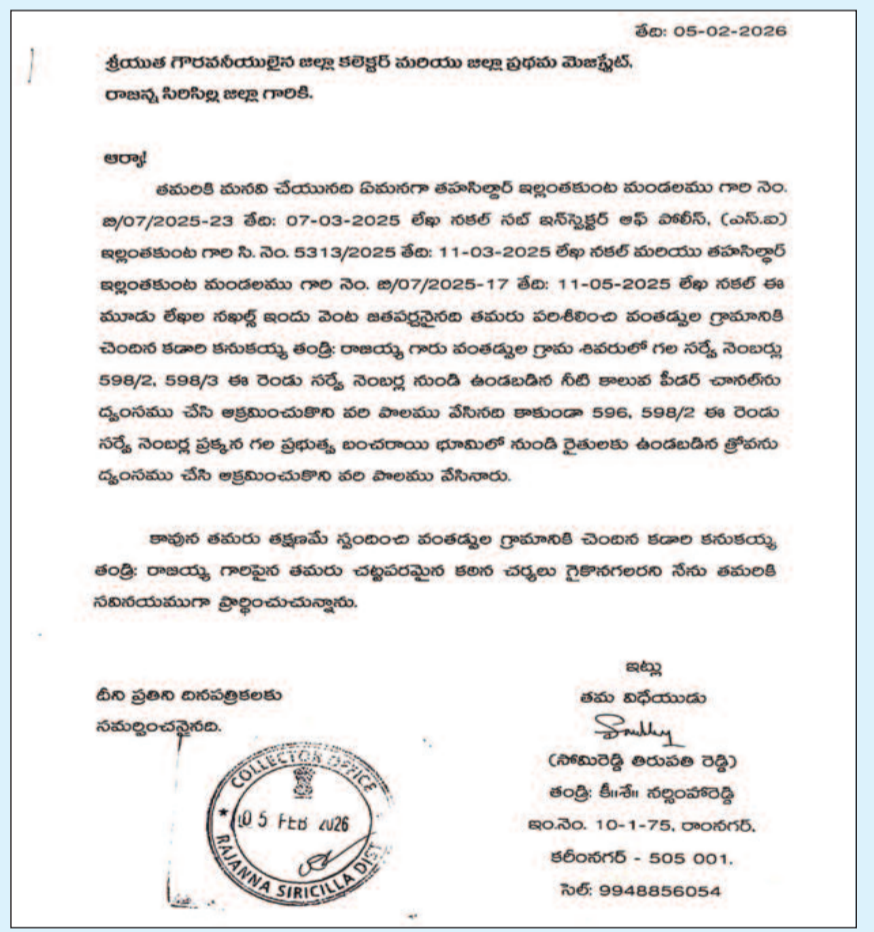 తేది: 05-02-2026
శ్రీయుత గౌరవనీయులైన జిల్లా కలెక్టర్ మరియు జిల్లా ప్రథమ మెజిస్ట్రేట్,
రాజన్న సిరిసిల్ల జిల్లా గారికి.
ఆర్యా!
తమరికి మనవి చేయునది ఏమనగా తహసిల్దార్ ఇల్లంతకుంట మండలము గారి నెం.
బి/07/2025-23 తేది: 07-03-2025 లేఖ నకల్ సబ్ ఇన్‌స్పెక్టర్ ఆఫ్ పోలీస్, (ఎస్.ఐ)
ఇల్లంతకుంట గారి సి. నెం. 5313/2025 తేది: 11-03-2025 లేఖ నకల్ మరియు తహసిల్దార్
ఇల్లంతకుంట మండలము గారి నెం. బి/07/2025-17 తేది: 11-05-2025 లేఖ నకల్ ఈ
మూడు లేఖల నఖల్స్ ఇందు వెంట జతపర్చనైనది తమరు పరిశీలించి వంతడ్పుల గ్రామానికి
చెందిన కడారి కనుకయ్య తండ్రి: రాజయ్య గారు వంతడ్పుల గ్రామ శివరులో గల సర్వే నెంబర్లు
598/2, 598/3 ఈ రెండు సర్వే నెంబర్ల నుండి ఉండబడిన నీటి కాలువ పీడర్ చానల్‌ను
ద్వంసము చేసి ఆక్రమించుకొని వరి పొలము వేసినది కాకుండా 596, 598/2 ఈ రెండు
సర్వే నెంబర్ల ప్రక్కన గల ప్రభుత్వ బంచరాయి భూమిలో నుండి రైతులకు ఉండబడిన త్రోవను
ద్వంసము చేసి ఆక్రమించుకొని వరి పొలము వేసినారు.
కావున తమరు తక్షణమే స్పందించి వంతడ్పుల గ్రామానికి చెందిన కడారి కనుకయ్య
తండ్రి: రాజయ్య గారిపైన తమరు చట్టపరమైన కఠిన చర్యలు గైకొనగలరని నేను తమరికి
సవినయముగా ప్రార్థించుచున్నాను.
ఇట్లు
తమ విధేయుడు
(సోమిరెడ్డి తిరుపతి రెడ్డి)
తండ్రి: కీ॥శే॥ నర్సింహారెడ్డి
ఇం.నెం. 10-1-75, రాంనగర్,
కరీంనగర్ - 505 001.
సెల్: 9948856054
దీని ప్రతిని దినపత్రికలకు
సమర్పించనైనది.
COLLECTOR OFFICE
05 FEB 2026
RAJANNA SIRICILLA DIST